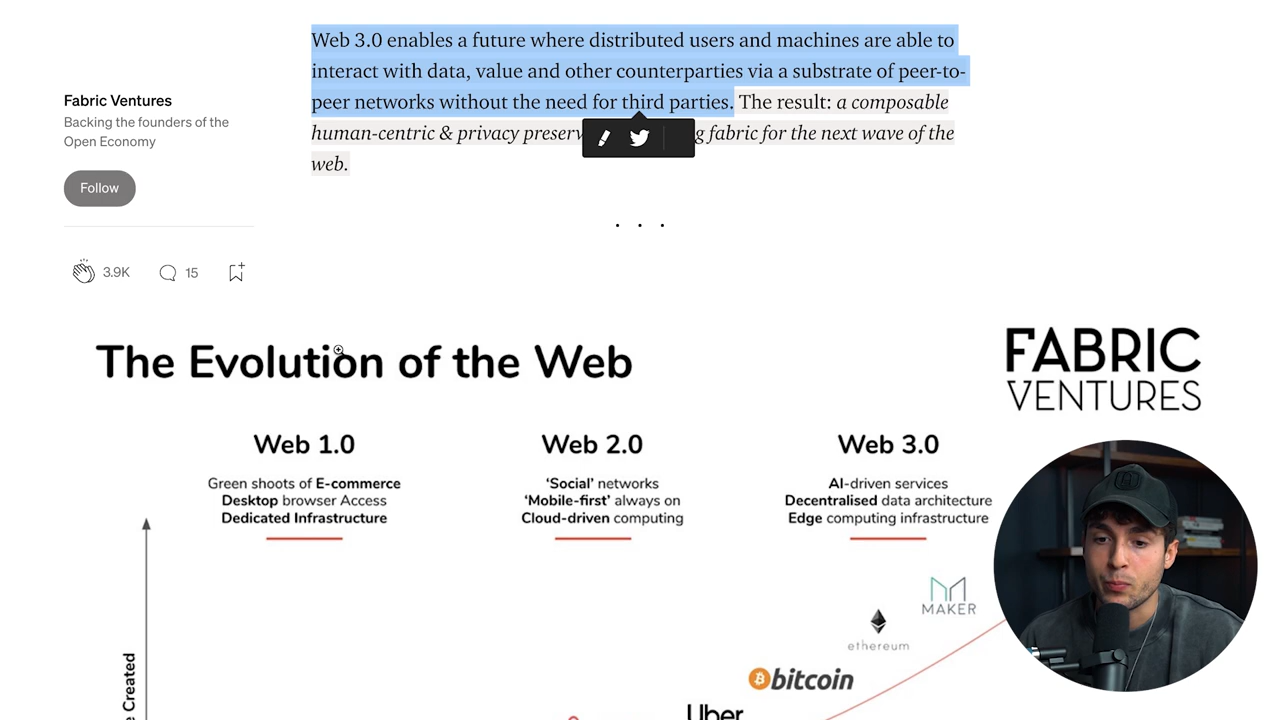 Web 3.0 enables a future where distributed users and machines are able to
interact with data, value and other counterparties via a substrate of peer-to-
peer networks without the need for third parties. The result: a composable
human-centric & privacy preserv g fabric for the next wave of the
web.
Fabric Ventures
Backing the founders of the
Open Economy
Follow
3.9K 15
. . .
The Evolution of the Web
FABRIC
VENTURES
Web 1.0
Green shoots of E-commerce
Desktop browser Access
Dedicated Infrastructure
Web 2.0
‘Social’ networks
‘Mobile-first’ always on
Cloud-driven computing
Web 3.0
AI-driven services
Decentralised data architecture
Edge computing infrastructure
MAKER
ethereum
bitcoin
Uber
Created